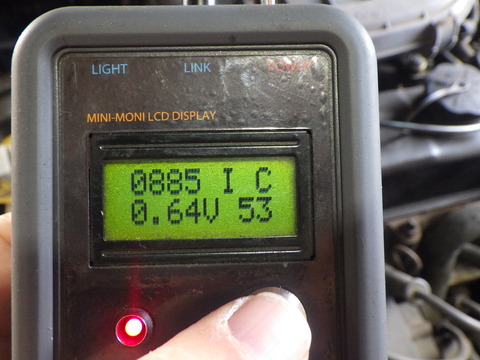 LIGHT LINK POWER
MINI-MONI LCD DISPLAY
0885 I C
0.64V 53